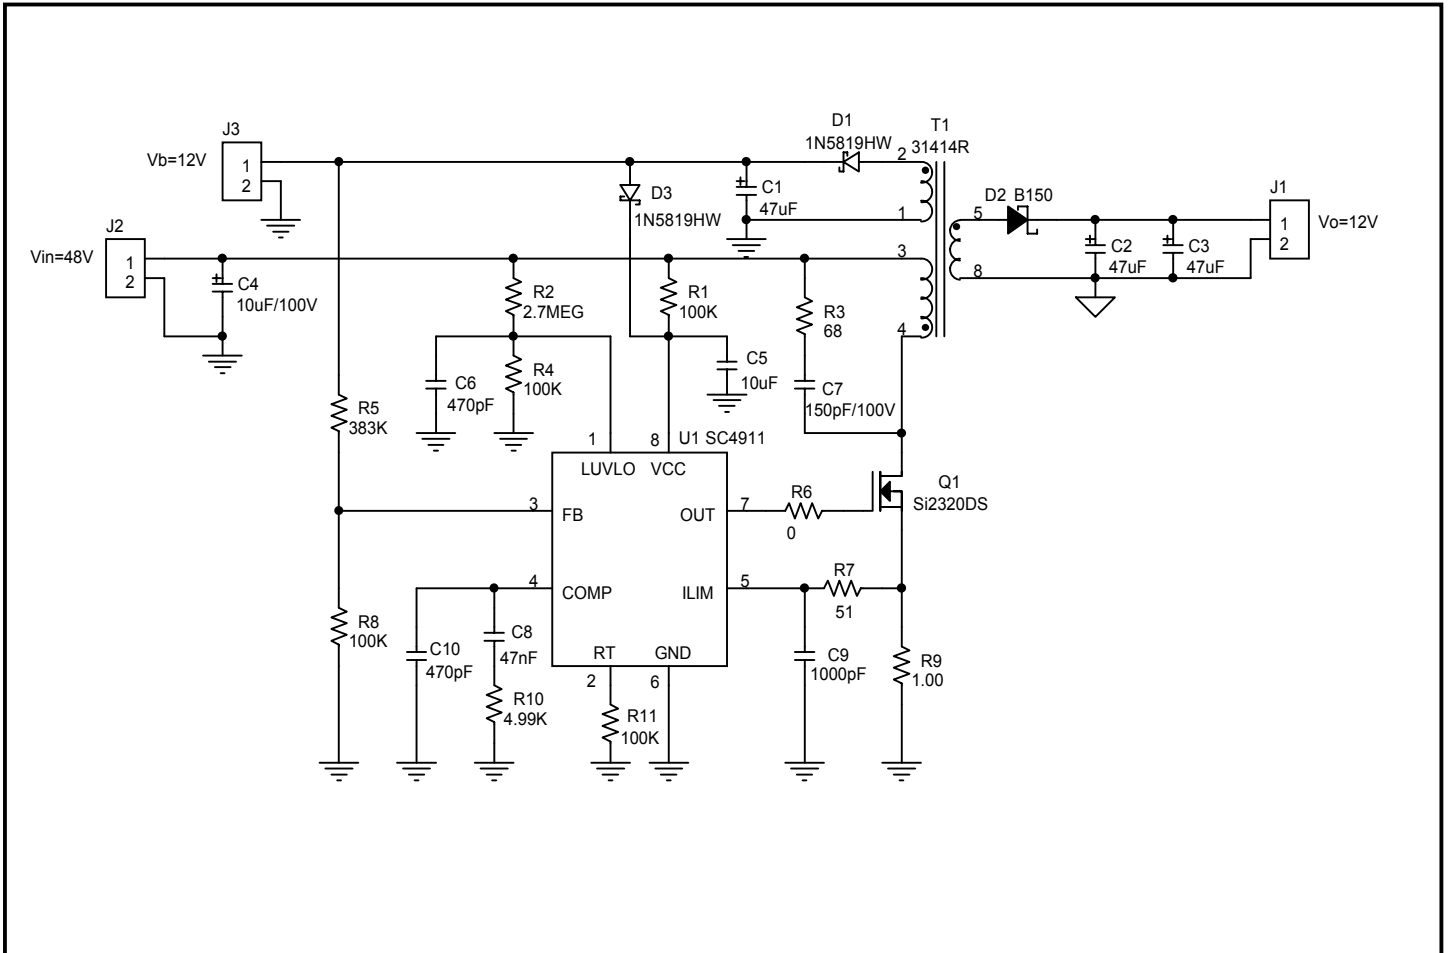 J3
Vb=12V
1
2
J2
Vin=48V
1
2
C4
10uF/100V
D1
1N5819HW
T1
31414R
2
1
3
4
D3
1N5819HW
C1
47uF
D2 B150
5
8
C2
47uF
C3
47uF
J1
1
2
Vo=12V
R2
2.7MEG
R1
100K
R3
68
R4
100K
C6
470pF
C5
10uF
C7
150pF/100V
R5
383K
U1 SC4911
1
8
LUVLO
VCC
3
FB
OUT
7
R6
0
Q1
Si2320DS
4
COMP
ILIM
5
R7
51
R8
100K
C10
470pF
C8
47nF
R10
4.99K
RT
GND
2
6
R11
100K
C9
1000pF
R9
1.00